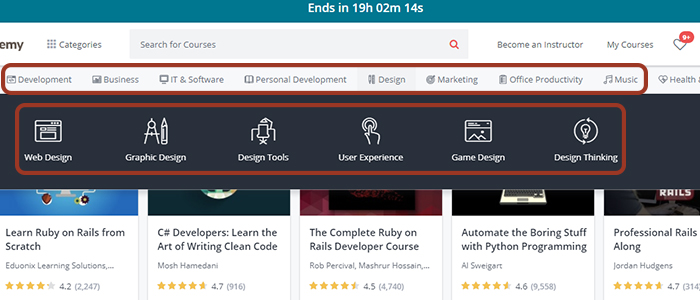 Ends in 19h 02m 14s
emy
Categories
Search for Courses
Become an Instructor
My Courses
9+
Development
Business
IT & Software
Personal Development
Design
Marketing
Office Productivity
Music
Health &
Web Design
Graphic Design
Design Tools
User Experience
Game Design
Design Thinking
RAILS
Learn Ruby on Rails from
Scratch
Eduonix Learning Solutions,...
4.2 (2,247)
C# Developers: Learn the
Art of Writing Clean Code
Mosh Hamedani
4.7 (916)
The Complete Ruby on
Rails Developer Course
Rob Percival, Mashrur Hossain,...
4.5 (4,740)
Automate the Boring Stuff
with Python Programming
Al Sweigart
4.6 (9,558)
Professional Rails
Along
Jordan Hudgens
4.7 (31